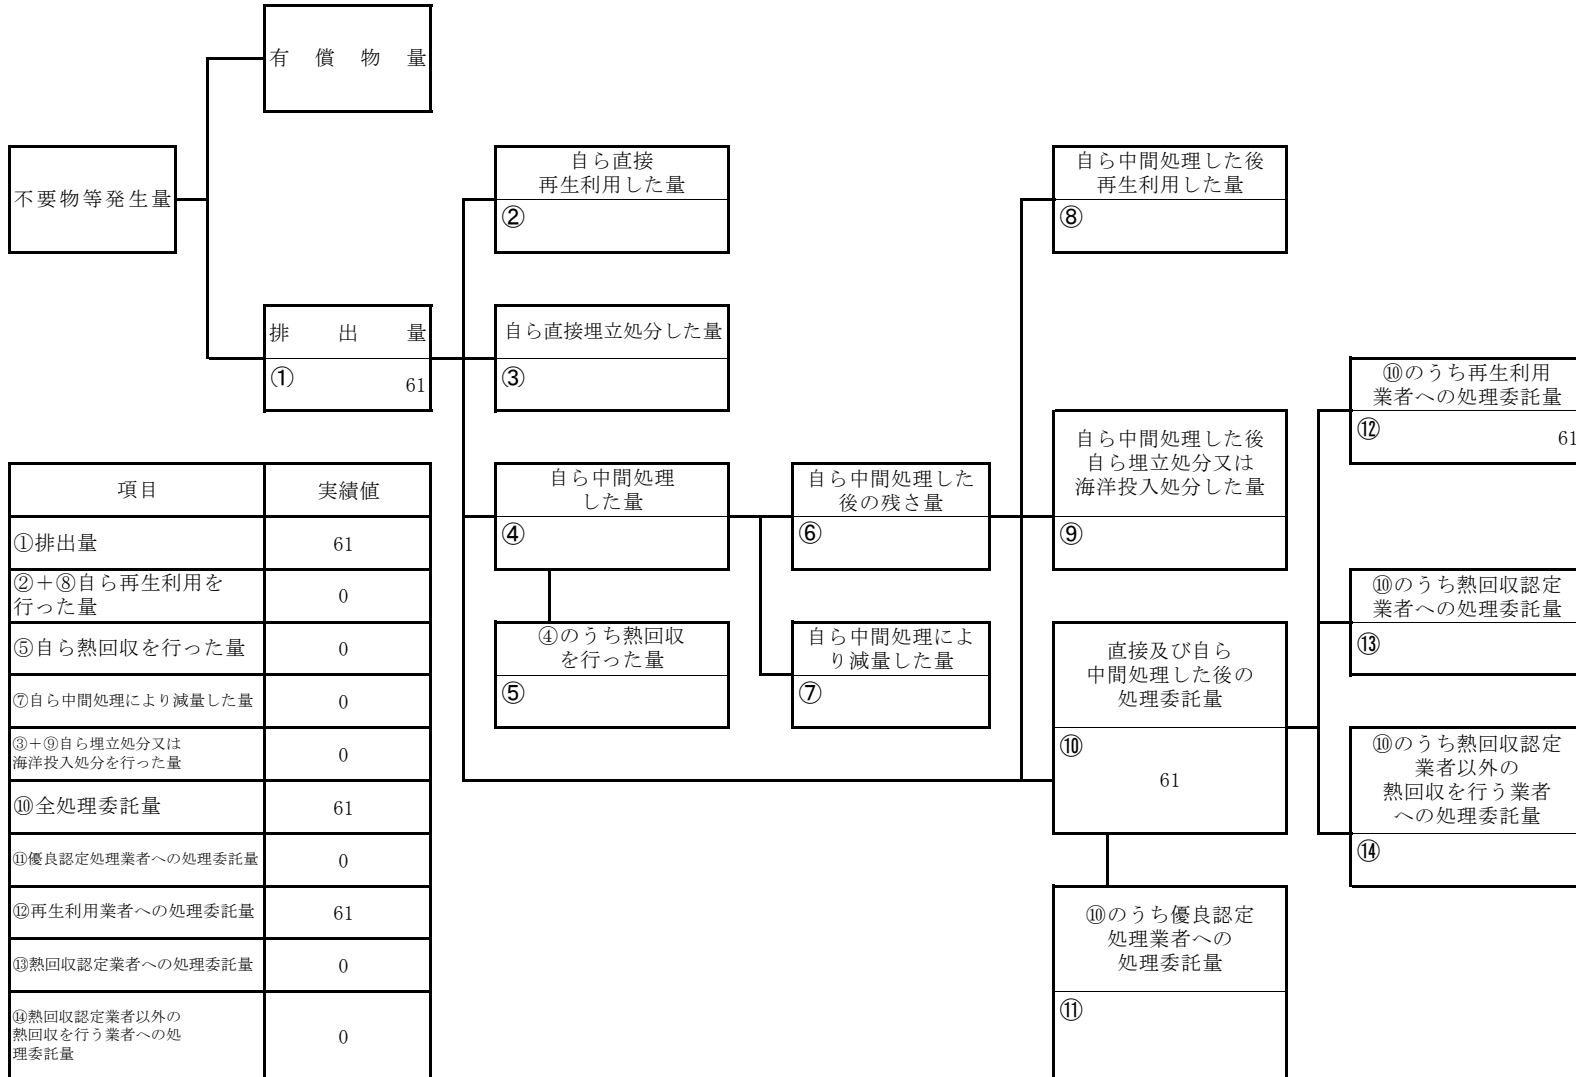 有償物量
不要物等発生量
自ら直接
再生利用した量
②
自ら中間処理した後
再生利用した量
⑧
排出量
① 61
自ら直接埋立処分した量
③
⑩のうち再生利用
業者への処理委託量
⑫ 61
自ら中間処理
した量
④
自ら中間処理した
後の残さ量
⑥
自ら中間処理した後
自ら埋立処分又は
海洋投入処分した量
⑨
④のうち熱回収
を行った量
⑤
自ら中間処理によ
り減量した量
⑦
直接及び自ら
中間処理した後の
処理委託量
⑩
61
⑩のうち熱回収認定
業者への処理委託量
⑬
⑩のうち熱回収認定
業者以外の
熱回収を行う業者
への処理委託量
⑭
⑩のうち優良認定
処理業者への
処理委託量
⑪
項目 実績値
①排出量 61
②＋⑧自ら再生利用を
行った量 0
⑤自ら熱回収を行った量 0
⑦自ら中間処理により減量した量 0
③＋⑨自ら埋立処分又は
海洋投入処分を行った量 0
⑩全処理委託量 61
⑪優良認定処理業者への処理委託量 0
⑫再生利用業者への処理委託量 61
⑬熱回収認定業者への処理委託量 0
⑭熱回収認定業者以外の
熱回収を行う業者への処
理委託量 0